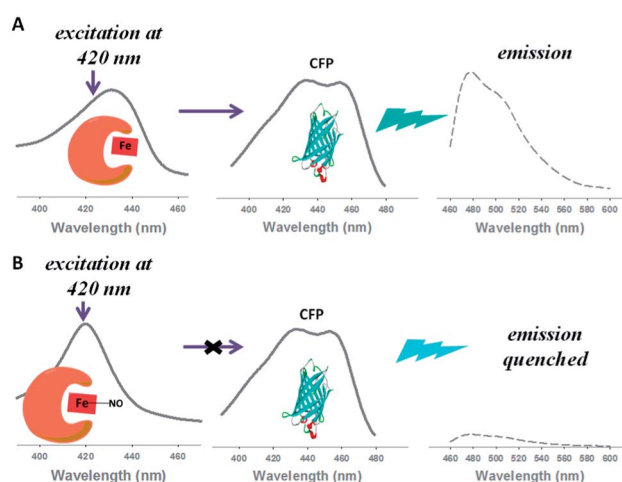 A
excitation at
420 nm
CFP
emission
Fe
400 420 440 460
Wavelength (nm)
400 420 440 460 480
Wavelength (nm)
460 480 500 520 540 560 580 600
Wavelength (nm)
B
excitation at
420 nm
CFP
emission
quenched
Fe NO
400 420 440 460
Wavelength (nm)
400 420 440 460 480
Wavelength (nm)
460 480 500 520 540 560 580 600
Wavelength (nm)